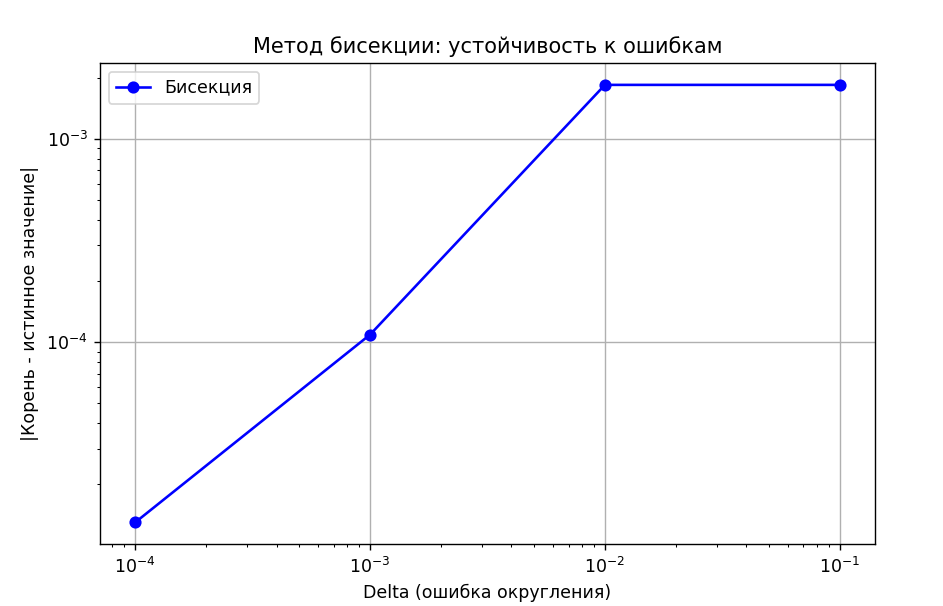 Метод бисекции: устойчивость к ошибкам
Бисекция
|Корень - истинное значение|
10⁻³
10⁻⁴
10⁻⁴ 10⁻³ 10⁻² 10⁻¹
Delta (ошибка округления)